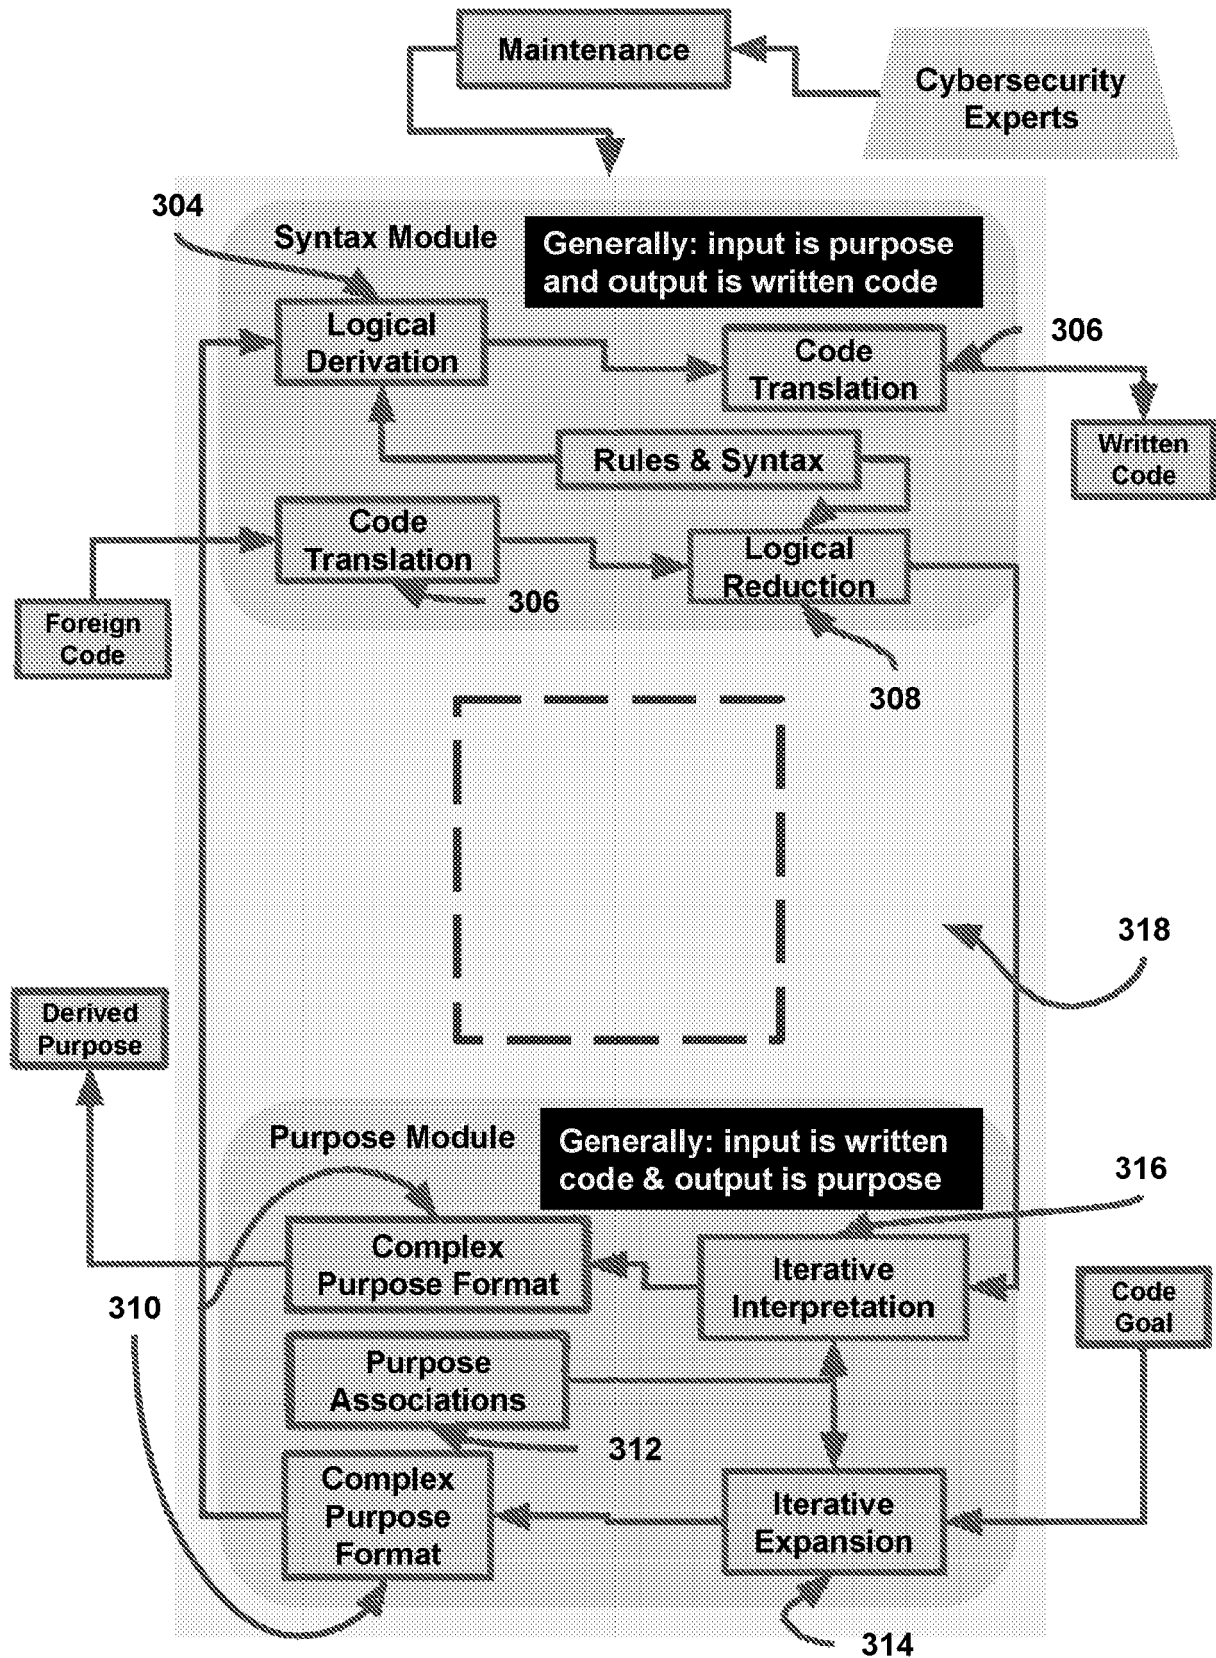 Maintenance
Cybersecurity
Experts
304
Syntax Module
Generally: input is purpose
and output is written code
Logical
Derivation
Code
Translation
306
Written
Code
Rules & Syntax
Code
Translation
306
Logical
Reduction
308
Foreign
Code
318
Derived
Purpose
Purpose Module
Generally: input is written
code & output is purpose
316
Complex
Purpose Format
Iterative
Interpretation
310
Code
Goal
Purpose
Associations
312
Complex
Purpose
Format
Iterative
Expansion
314